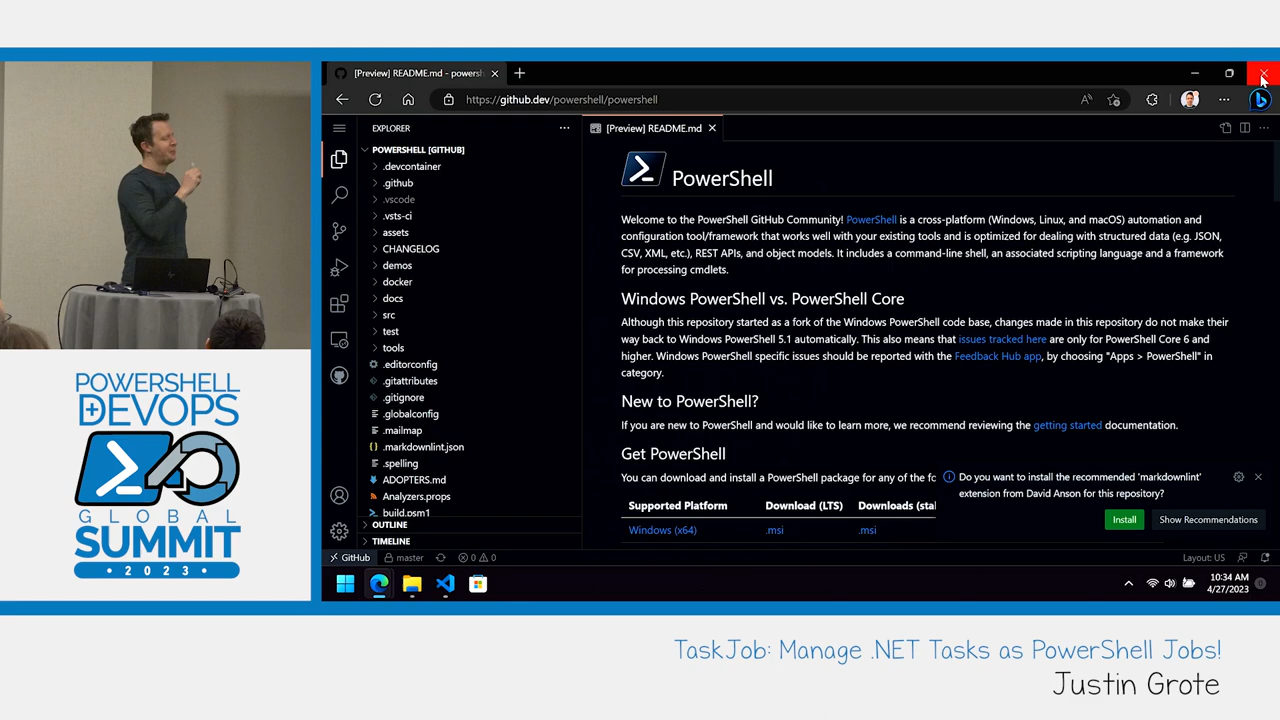 [Preview] README.md - powersh
https://github.dev/powershell/powershell
EXPLORER
[Preview] README.md
POWERSHELL [GITHUB]
.devcontainer
.github
.vscode
.vsts-ci
assets
CHANGELOG
demos
docker
docs
src
test
tools
.editorconfig
.gitattributes
.gitignore
.globalconfig
.mailmap
.markdownlint.json
.spelling
ADOPTERS.md
Analyzers.props
build.psm1
OUTLINE
TIMELINE
PowerShell
Welcome to the PowerShell GitHub Community! PowerShell is a cross-platform (Windows, Linux, and macOS) automation and
configuration tool/framework that works well with your existing tools and is optimized for dealing with structured data (e.g. JSON,
CSV, XML, etc.), REST APIs, and object models. It includes a command-line shell, an associated scripting language and a framework
for processing cmdlets.
Windows PowerShell vs. PowerShell Core
Although this repository started as a fork of the Windows PowerShell code base, changes made in this repository do not make their
way back to Windows PowerShell 5.1 automatically. This also means that issues tracked here are only for PowerShell Core 6 and
higher. Windows PowerShell specific issues should be reported with the Feedback Hub app, by choosing "Apps > PowerShell" in
category.
New to PowerShell?
If you are new to PowerShell and would like to learn more, we recommend reviewing the getting started documentation.
Get PowerShell
You can download and install a PowerShell package for any of the fo
Supported Platform Download (LTS) Downloads (stal
Windows (x64) .msi .msi
Do you want to install the recommended 'markdownlint'
extension from David Anson for this repository?
Install Show Recommendations
GitHub master 0 0 Layout: US
10:34 AM
4/27/2023
POWERSHELL
+DEVOPS
GLOBAL
SUMMIT
• 2023 •
TaskJob: Manage .NET Tasks as PowerShell Jobs!
Justin Grote